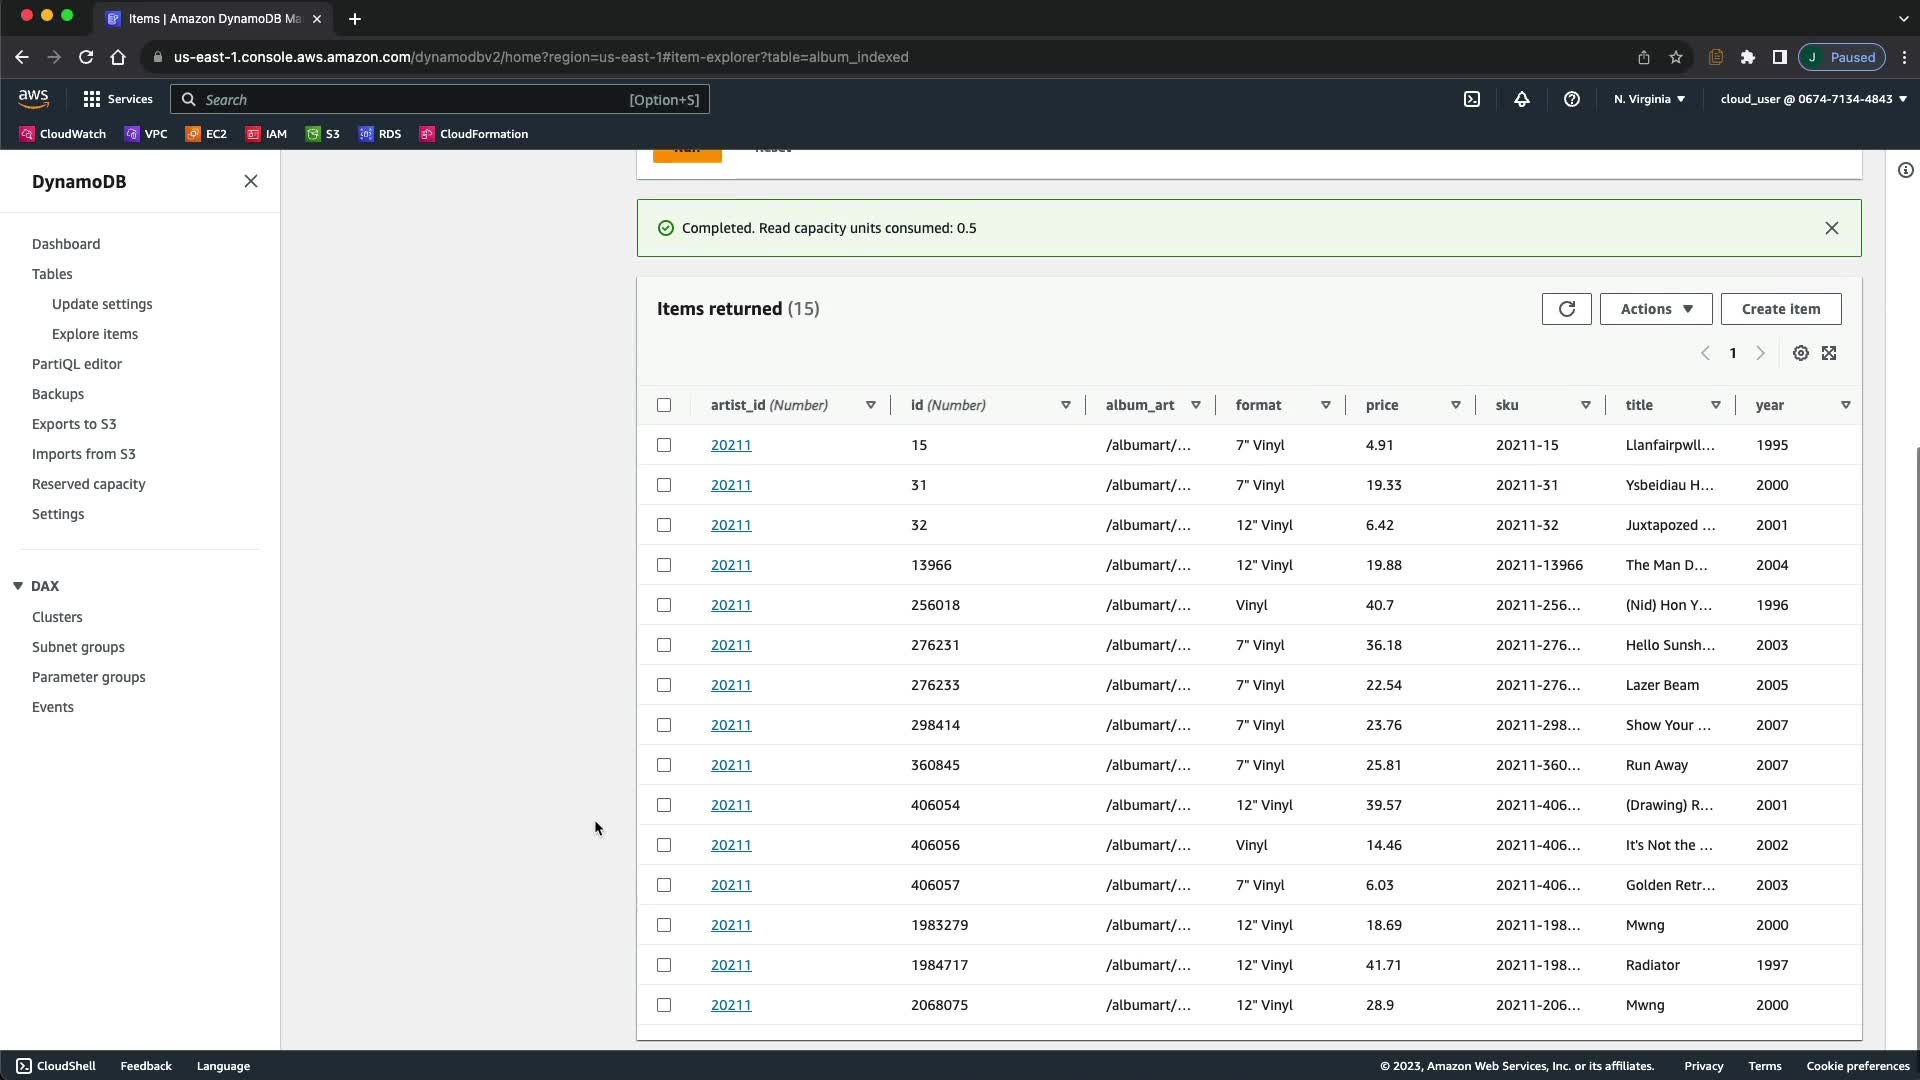 Items | Amazon DynamoDB Ma
us-east-1.console.aws.amazon.com/dynamodbv2/home?region=us-east-1#item-explorer?table=album_indexed
J Paused
aws Services Search [Option+S] N. Virginia cloud_user @ 0674-7134-4843
CloudWatch VPC EC2 IAM S3 RDS CloudFormation
DynamoDB
Dashboard
Tables
Update settings
Explore items
PartiQL editor
Backups
Exports to S3
Imports from S3
Reserved capacity
Settings
DAX
Clusters
Subnet groups
Parameter groups
Events
Run Reset
Completed. Read capacity units consumed: 0.5
Items returned (15) Actions Create item
1
artist_id (Number) id (Number) album_art format price sku title year
20211 15 /albumart/... 7" Vinyl 4.91 20211-15 Llanfairpwll... 1995
20211 31 /albumart/... 7" Vinyl 19.33 20211-31 Ysbeidiau H... 2000
20211 32 /albumart/... 12" Vinyl 6.42 20211-32 Juxtapozed ... 2001
20211 13966 /albumart/... 12" Vinyl 19.88 20211-13966 The Man D... 2004
20211 256018 /albumart/... Vinyl 40.7 20211-256... (Nid) Hon Y... 1996
20211 276231 /albumart/... 7" Vinyl 36.18 20211-276... Hello Sunsh... 2003
20211 276233 /albumart/... 7" Vinyl 22.54 20211-276... Lazer Beam 2005
20211 298414 /albumart/... 7" Vinyl 23.76 20211-298... Show Your ... 2007
20211 360845 /albumart/... 7" Vinyl 25.81 20211-360... Run Away 2007
20211 406054 /albumart/... 12" Vinyl 39.57 20211-406... (Drawing) R... 2001
20211 406056 /albumart/... Vinyl 14.46 20211-406... It's Not the ... 2002
20211 406057 /albumart/... 7" Vinyl 6.03 20211-406... Golden Retr... 2003
20211 1983279 /albumart/... 12" Vinyl 18.69 20211-198... Mwng 2000
20211 1984717 /albumart/... 12" Vinyl 41.71 20211-198... Radiator 1997
20211 2068075 /albumart/... 12" Vinyl 28.9 20211-206... Mwng 2000
CloudShell Feedback Language © 2023, Amazon Web Services, Inc. or its affiliates. Privacy Terms Cookie preferences